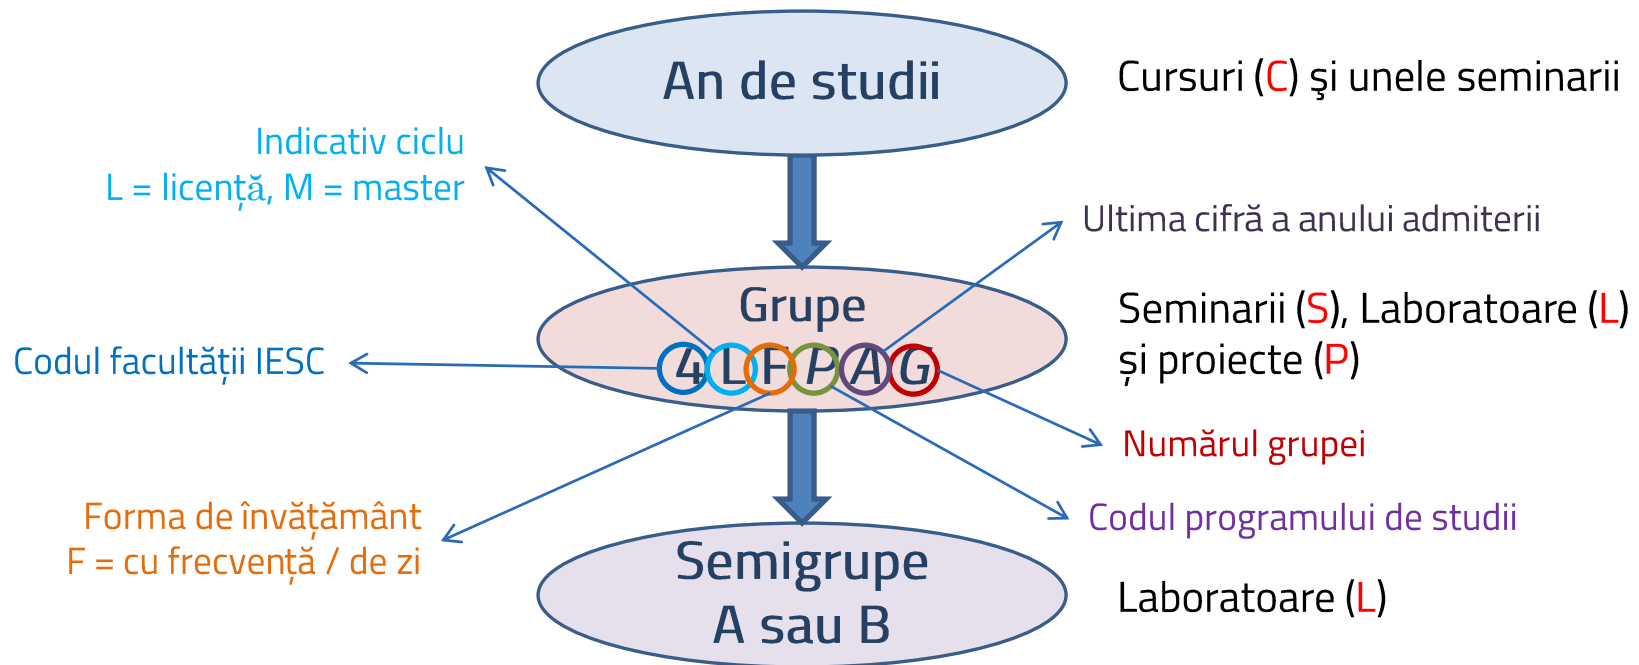 An de studii
Cursuri (C) şi unele seminarii
Indicativ ciclu
L = licență, M = master
Ultima cifră a anului admiterii
Grupe
4LFPAG
Seminarii (S), Laboratoare (L)
și proiecte (P)
Codul facultății IESC
Numărul grupei
Forma de învățământ
F = cu frecvență / de zi
Codul programului de studii
Semigrupe
A sau B
Laboratoare (L)